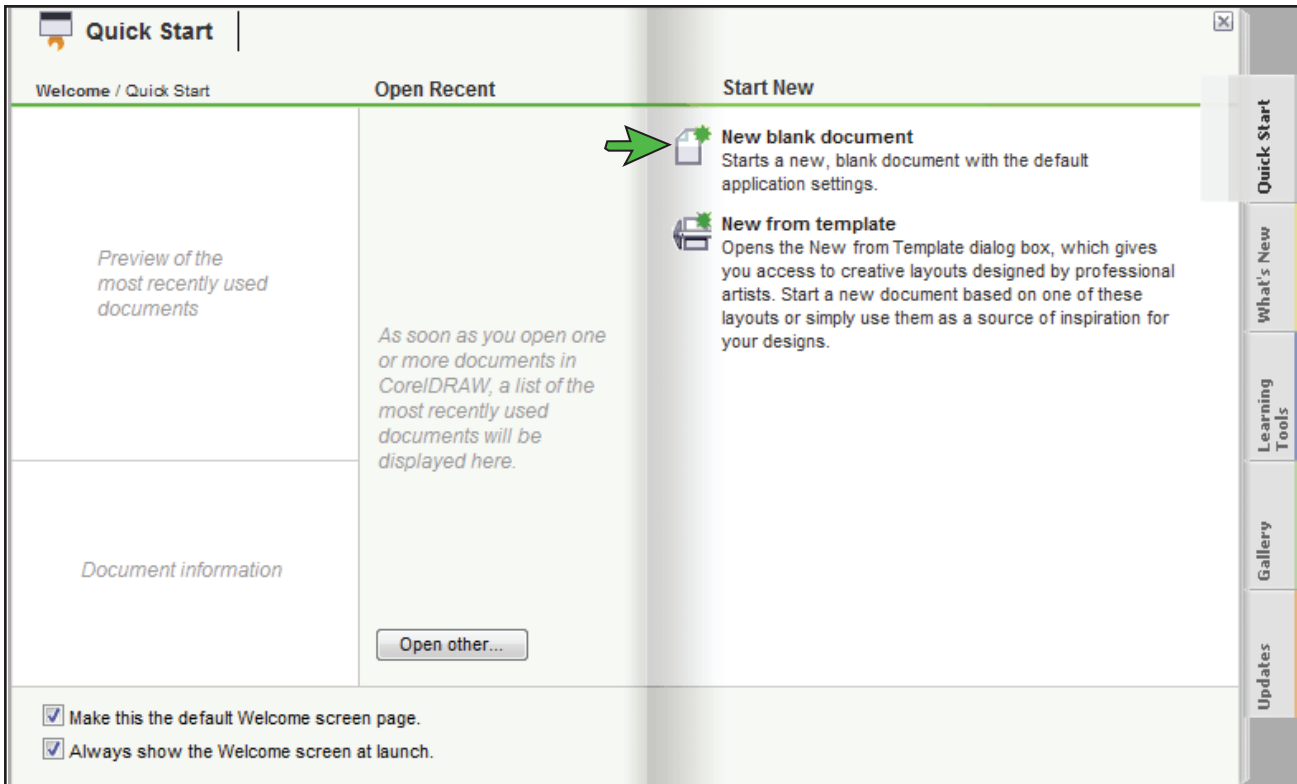 Quick Start
Welcome / Quick Start
Open Recent
Start New
Preview of the
most recently used
documents
Document information
As soon as you open one
or more documents in
CorelDRAW, a list of the
most recently used
documents will be
displayed here.
Open other...
New blank document
Starts a new, blank document with the default
application settings.
New from template
Opens the New from Template dialog box, which gives
you access to creative layouts designed by professional
artists. Start a new document based on one of these
layouts or simply use them as a source of inspiration for
your designs.
Quick Start
What's New
Learning
Tools
Gallery
Updates
Make this the default Welcome screen page.
Always show the Welcome screen at launch.